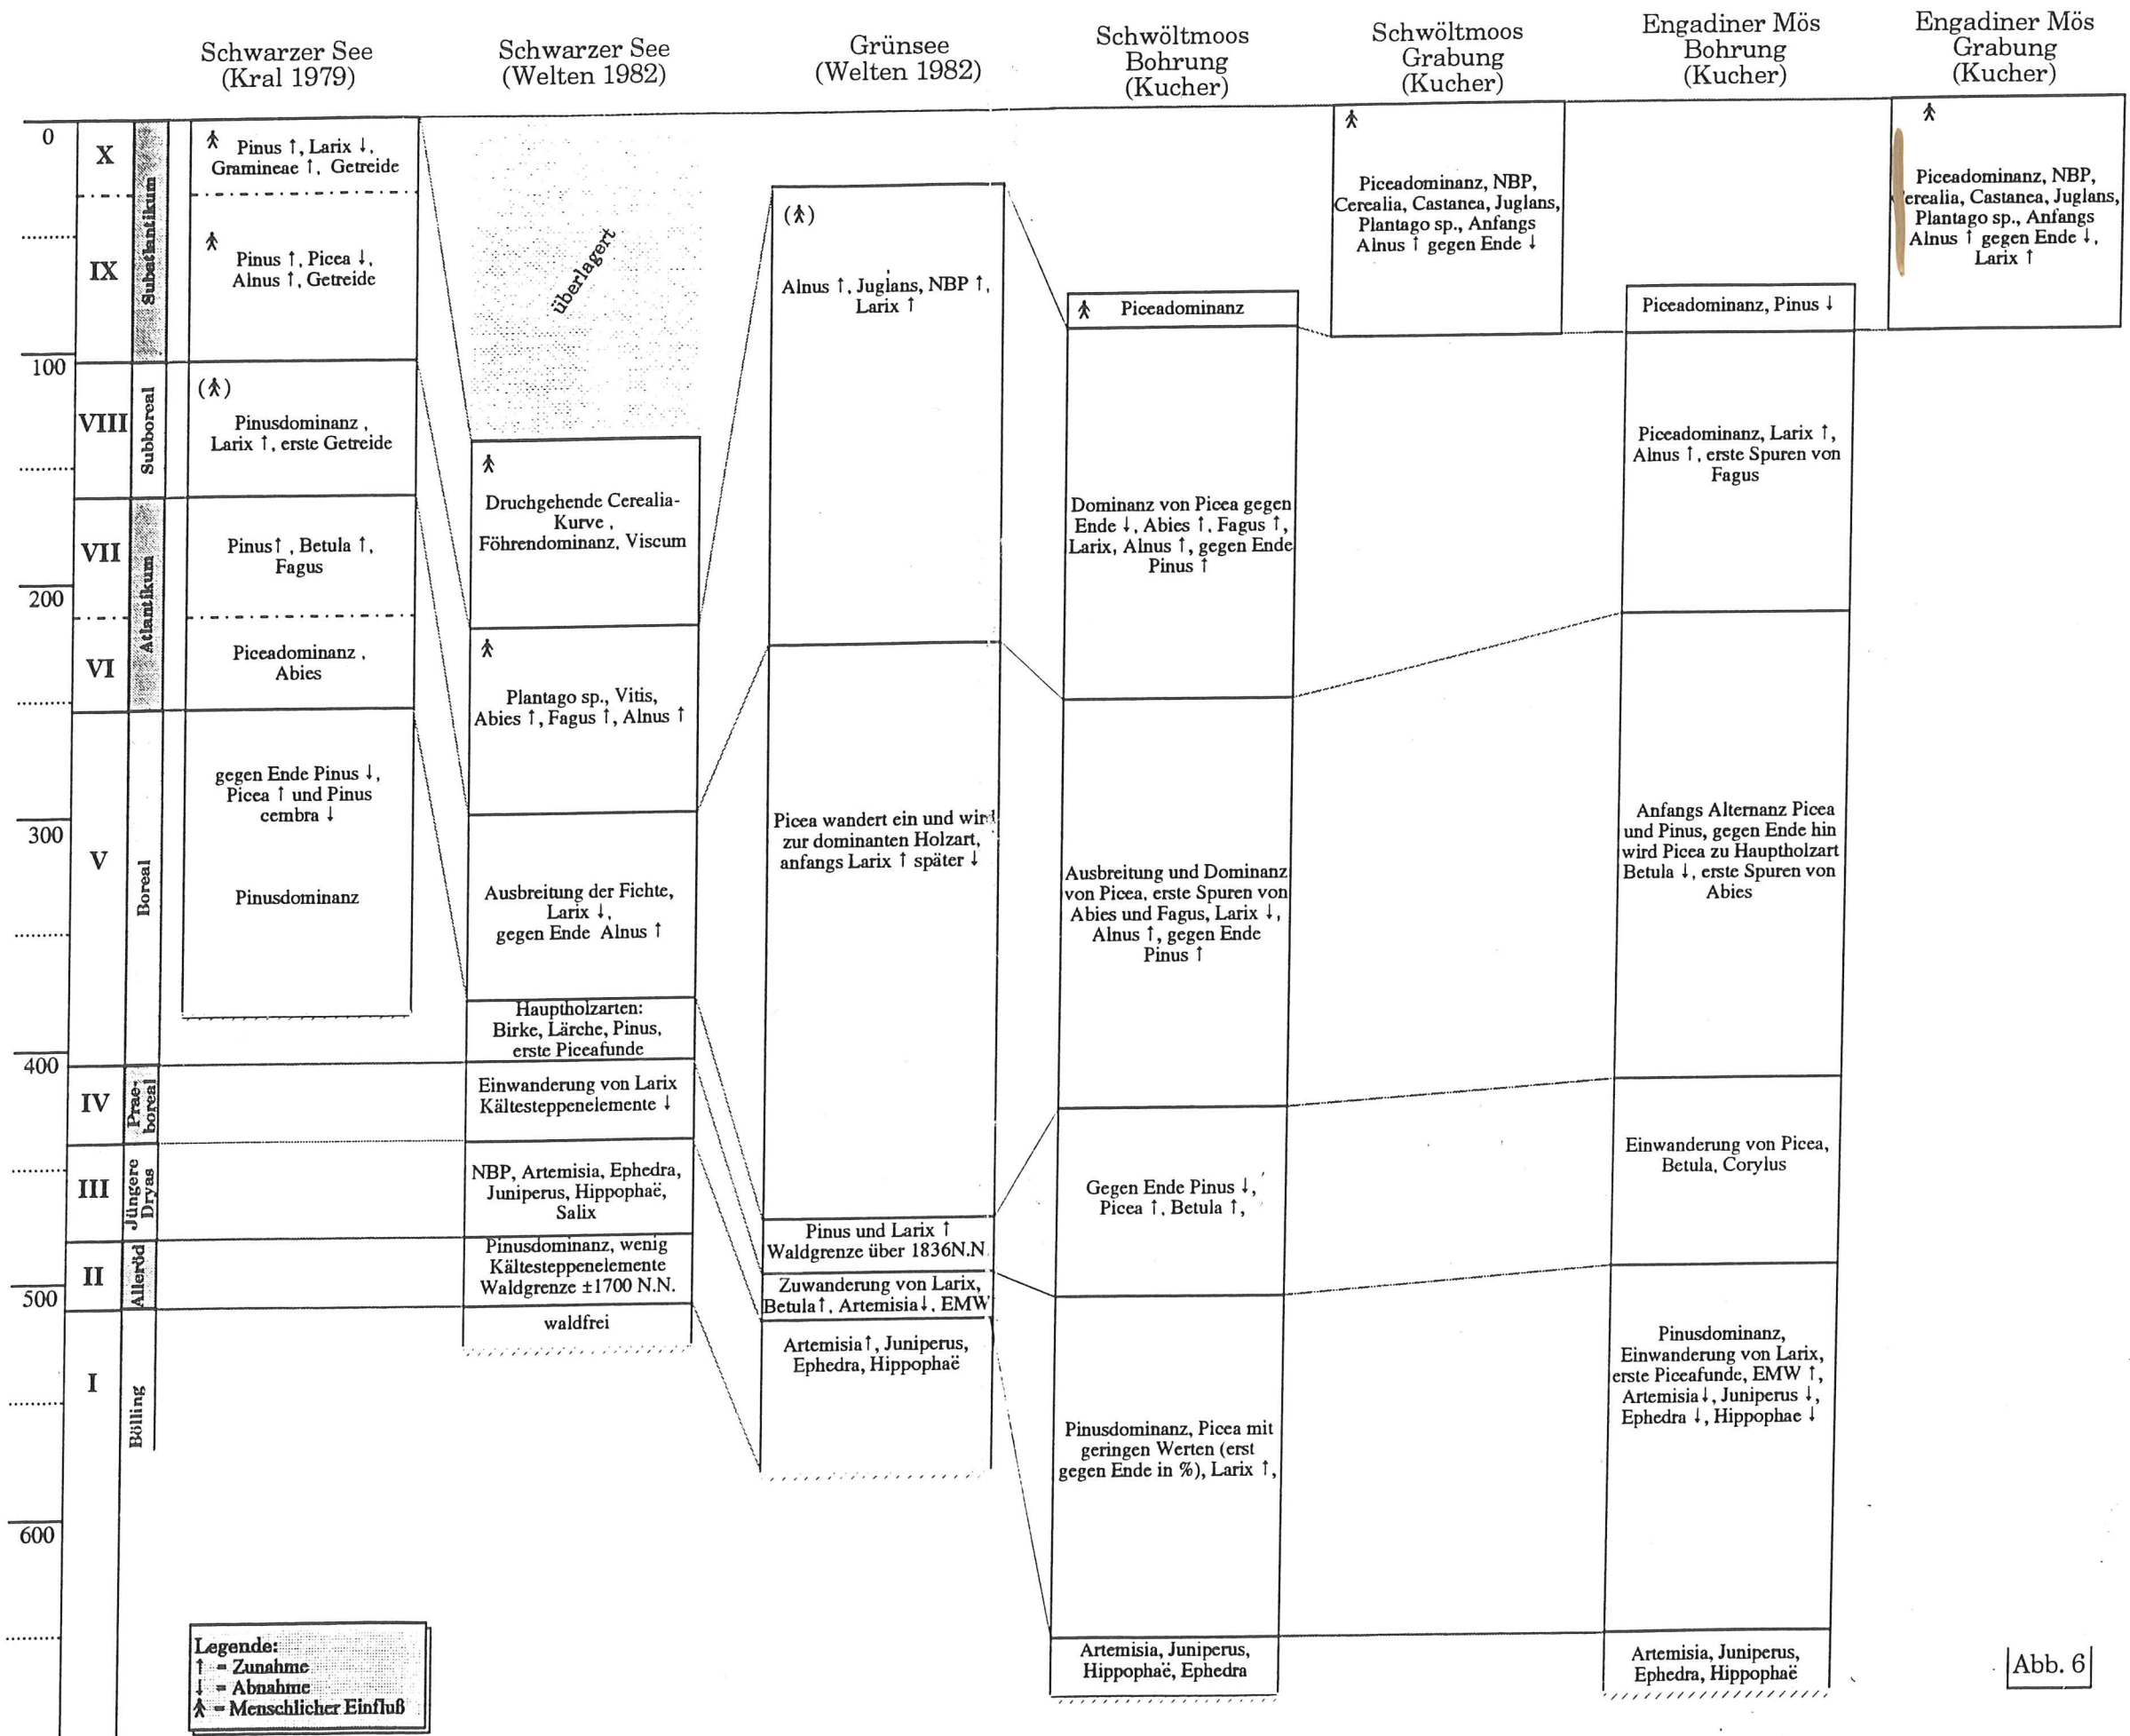 Schwarzer See
(Kral 1979)
Schwarzer See
(Welten 1982)
Grünsee
(Welten 1982)
Schwöltmoos
Bohrung
(Kucher)
Schwöltmoos
Grabung
(Kucher)
Engadiner Mös
Bohrung
(Kucher)
Engadiner Mös
Grabung
(Kucher)
0
100
200
300
400
500
600
X
IX
VIII
VII
VI
V
IV
III
II
I
Subatlantikum
Subboreal
Atlantikum
Boreal
Prae-
boreal
Jüngere
Dryas
Alleröd
Bölling
Pinus ↑, Larix ↓,
Gramineae ↑, Getreide
Pinus ↑, Picea ↓,
Alnus ↑, Getreide
Pinusdominanz ,
Larix ↑, erste Getreide
Pinus↑ , Betula ↑,
Fagus
Piceadominanz ,
Abies
gegen Ende Pinus ↓,
Picea ↑ und Pinus
cembra ↓
Pinusdominanz
überlagert
Druchgehende Cerealia-
Kurve ,
Föhrendominanz, Viscum
Plantago sp., Vitis,
Abies ↑, Fagus ↑, Alnus ↑
Ausbreitung der Fichte,
Larix ↓,
gegen Ende Alnus ↑
Hauptholzarten:
Birke, Lärche, Pinus,
erste Piceafunde
Einwanderung von Larix
Kältesteppenelemente ↓
NBP, Artemisia, Ephedra,
Juniperus, Hippophaë,
Salix
Pinusdominanz, wenig
Kältesteppenelemente
Waldgrenze ±1700 N.N.
waldfrei
Alnus ↑, Juglans, NBP ↑,
Larix ↑
Picea wandert ein und wird
zur dominanten Holzart,
anfangs Larix ↑ später ↓
Pinus und Larix ↑
Waldgrenze über 1836N.N.
Zuwanderung von Larix,
Betula↑, Artemisia↓, EMW
Artemisia↑, Juniperus,
Ephedra, Hippophaë
Piceadominanz
Dominanz von Picea gegen
Ende ↓, Abies ↑, Fagus ↑,
Larix, Alnus ↑, gegen Ende
Pinus ↑
Ausbreitung und Dominanz
von Picea, erste Spuren von
Abies und Fagus, Larix ↓,
Alnus ↑, gegen Ende
Pinus ↑
Gegen Ende Pinus ↓,
Picea ↑, Betula ↑,
Pinusdominanz, Picea mit
geringen Werten (erst
gegen Ende in %), Larix ↑,
Artemisia, Juniperus,
Hippophaë, Ephedra
Piceadominanz, NBP,
Cerealia, Castanea, Juglans,
Plantago sp., Anfangs
Alnus ↑ gegen Ende ↓
Piceadominanz, Pinus ↓
Piceadominanz, Larix ↑,
Alnus ↑, erste Spuren von
Fagus
Anfangs Alternanz Picea
und Pinus, gegen Ende hin
wird Picea zu Hauptholzart
Betula ↓, erste Spuren von
Abies
Einwanderung von Picea,
Betula, Corylus
Pinusdominanz,
Einwanderung von Larix,
erste Piceafunde, EMW ↑,
Artemisia↓, Juniperus ↓,
Ephedra ↓, Hippophae ↓
Artemisia, Juniperus,
Ephedra, Hippophaë
Piceadominanz, NBP,
Cerealia, Castanea, Juglans,
Plantago sp., Anfangs
Alnus ↑ gegen Ende ↓,
Larix ↑
Legende:
↑ = Zunahme
↓ = Abnahme
= Menschlicher Einfluß
Abb. 6